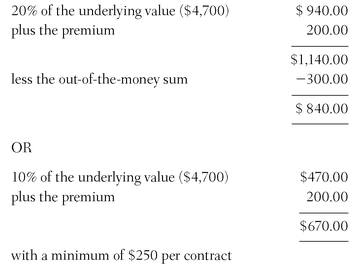 20% of the underlying value ($4,700) $ 940.00
plus the premium 200.00
$1,140.00
less the out-of-the-money sum −300.00
$ 840.00
OR
10% of the underlying value ($4,700) $470.00
plus the premium 200.00
$670.00
with a minimum of $250 per contract